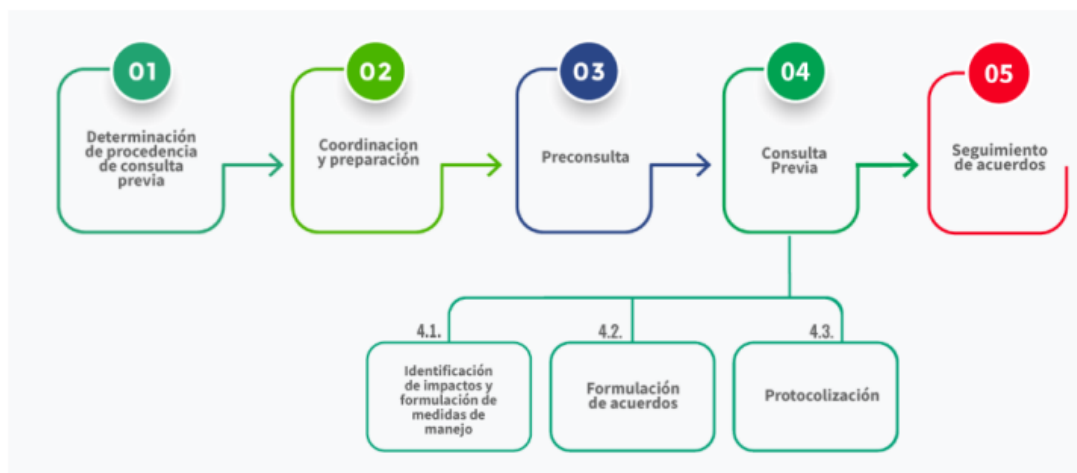 01
Determinación
de procedencia
de consulta
previa
02
Coordinacion
y preparación
03
Preconsulta
04
Consulta
Previa
05
Seguimiento
de acuerdos
4.1.
Identificación
de impactos y
formulación de
medidas de
manejo
4.2.
Formulación
de acuerdos
4.3.
Protocolización